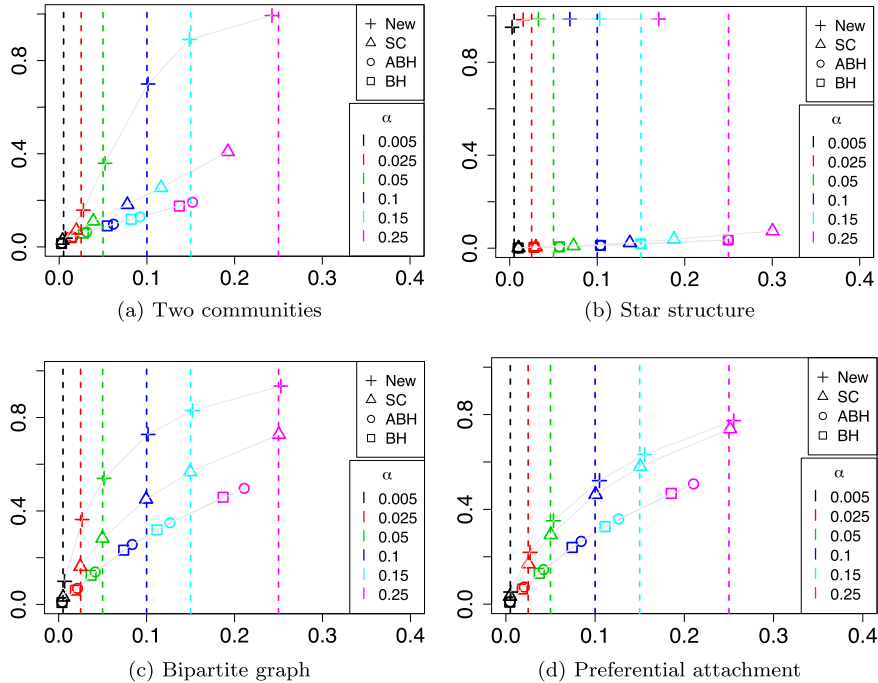 0.0 0.4 0.8
New
SC
ABH
BH
α
0.005
0.025
0.05
0.1
0.15
0.25
0.0 0.1 0.2 0.3 0.4
(a) Two communities
0.0 0.4 0.8
New
SC
ABH
BH
α
0.005
0.025
0.05
0.1
0.15
0.25
0.0 0.1 0.2 0.3 0.4
(b) Star structure
0.0 0.4 0.8
New
SC
ABH
BH
α
0.005
0.025
0.05
0.1
0.15
0.25
0.0 0.1 0.2 0.3 0.4
(c) Bipartite graph
0.0 0.4 0.8
New
SC
ABH
BH
α
0.005
0.025
0.05
0.1
0.15
0.25
0.0 0.1 0.2 0.3 0.4
(d) Preferential attachment